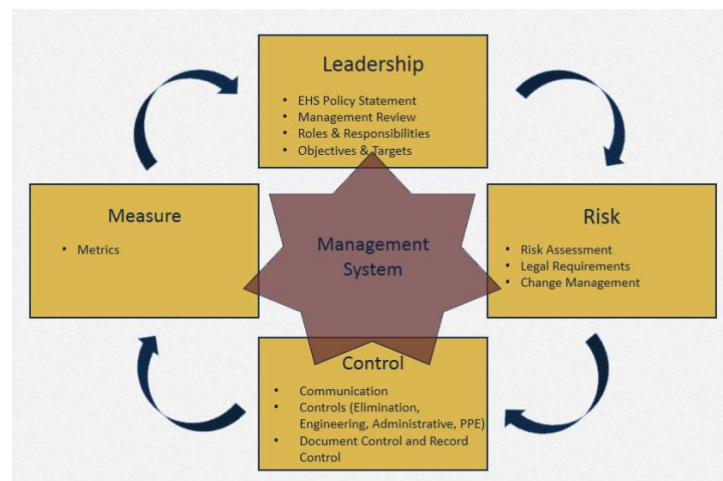 Leadership
• EHS Policy Statement
• Management Review
• Roles & Responsibilities
• Objectives & Targets
Measure
• Metrics
Management
System
Risk
• Risk Assessment
• Legal Requirements
• Change Management
Control
• Communication
• Controls (Elimination,
Engineering, Administrative, PPE)
• Document Control and Record
Control